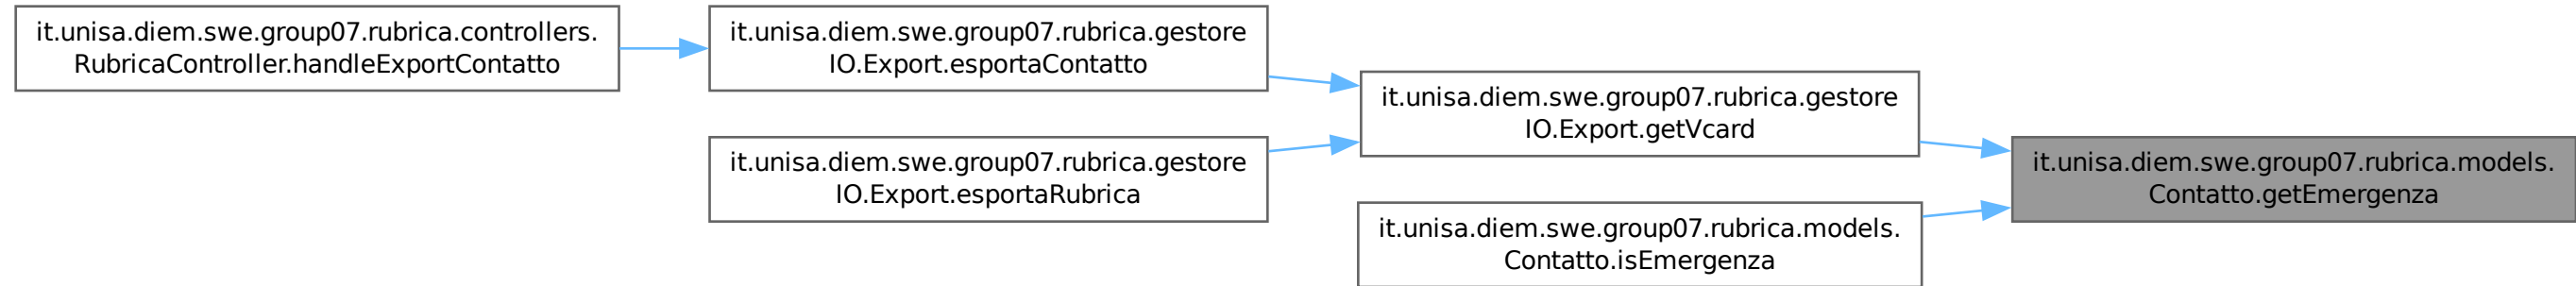 it.unisa.diem.swe.group07.rubrica.controllers.
RubricaController.handleExportContatto
it.unisa.diem.swe.group07.rubrica.gestore
IO.Export.esportaContatto
it.unisa.diem.swe.group07.rubrica.gestore
IO.Export.esportaRubrica
it.unisa.diem.swe.group07.rubrica.gestore
IO.Export.getVcard
it.unisa.diem.swe.group07.rubrica.models.
Contatto.isEmergenza
it.unisa.diem.swe.group07.rubrica.models.
Contatto.getEmergenza